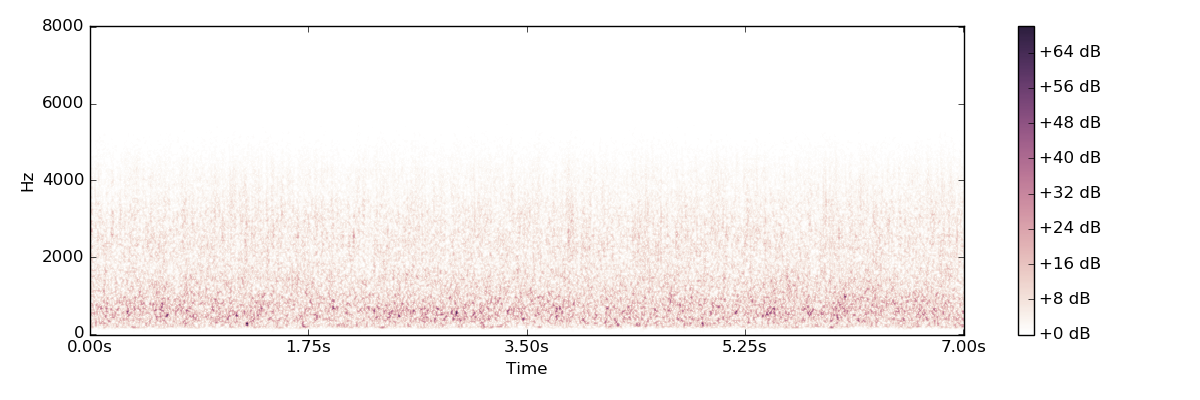 8000
6000
4000
2000
0
Hz
0.00s
1.75s
3.50s
5.25s
7.00s
Time
+64 dB
+56 dB
+48 dB
+40 dB
+32 dB
+24 dB
+16 dB
+8 dB
+0 dB